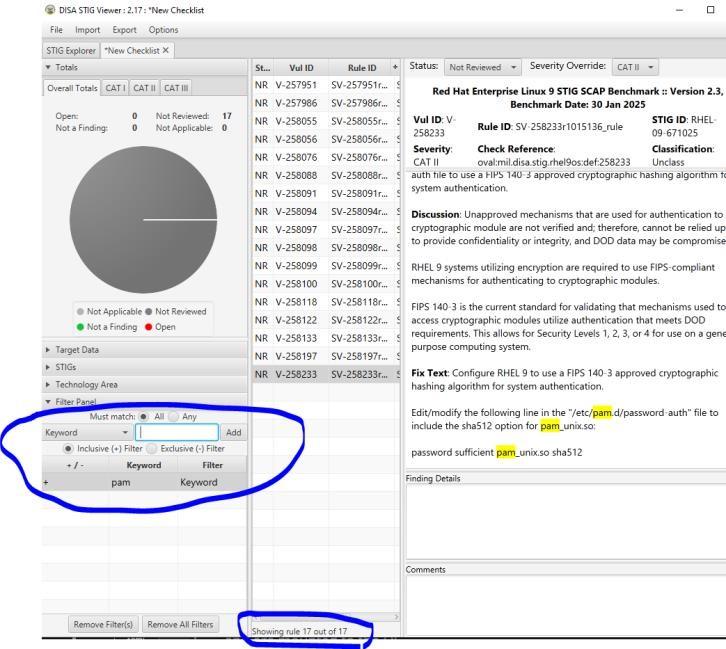 DISA STIG Viewer : 2.17 : *New Checklist
File Import Export Options
STIG Explorer *New Checklist ✕
Totals
Overall Totals CAT I CAT II CAT III
Open: 0 Not Reviewed: 17
Not a Finding: 0 Not Applicable: 0
Not Applicable Not Reviewed
Not a Finding Open
Target Data
STIGs
Technology Area
Filter Panel
Must match: All Any
Keyword Add
Inclusive (+) Filter Exclusive (-) Filter
+ / - Keyword Filter
+ pam Keyword
Remove Filter(s) Remove All Filters
St... Vul ID Rule ID +
NR V-257951 SV-257951r... S
NR V-257986 SV-257986r... S
NR V-258055 SV-258055r... S
NR V-258056 SV-258056r... S
NR V-258076 SV-258076r... S
NR V-258088 SV-258088r... S
NR V-258091 SV-258091r... S
NR V-258094 SV-258094r... S
NR V-258097 SV-258097r... S
NR V-258098 SV-258098r... S
NR V-258099 SV-258099r... S
NR V-258100 SV-258100r... S
NR V-258118 SV-258118r... S
NR V-258122 SV-258122r... S
NR V-258133 SV-258133r... S
NR V-258197 SV-258197r... S
NR V-258233 SV-258233r... S
Showing rule 17 out of 17
Status: Not Reviewed Severity Override: CAT II
Red Hat Enterprise Linux 9 STIG SCAP Benchmark :: Version 2.3,
Benchmark Date: 30 Jan 2025
Vul ID: V-258233 Rule ID: SV-258233r1015136_rule STIG ID: RHEL-09-671025
Severity: CAT II Check Reference: oval:mil.disa.stig.rhel9os:def:258233 Classification: Unclass
auth file to use a FIPS 140-3 approved cryptographic hashing algorithm fo
system authentication.
Discussion: Unapproved mechanisms that are used for authentication to
cryptographic module are not verified and; therefore, cannot be relied up
to provide confidentiality or integrity, and DOD data may be compromise
RHEL 9 systems utilizing encryption are required to use FIPS-compliant
mechanisms for authenticating to cryptographic modules.
FIPS 140-3 is the current standard for validating that mechanisms used to
access cryptographic modules utilize authentication that meets DOD
requirements. This allows for Security Levels 1, 2, 3, or 4 for use on a gene
purpose computing system.
Fix Text: Configure RHEL 9 to use a FIPS 140-3 approved cryptographic
hashing algorithm for system authentication.
Edit/modify the following line in the "/etc/pam.d/password-auth" file to
include the sha512 option for pam_unix.so:
password sufficient pam_unix.so sha512
Finding Details
Comments